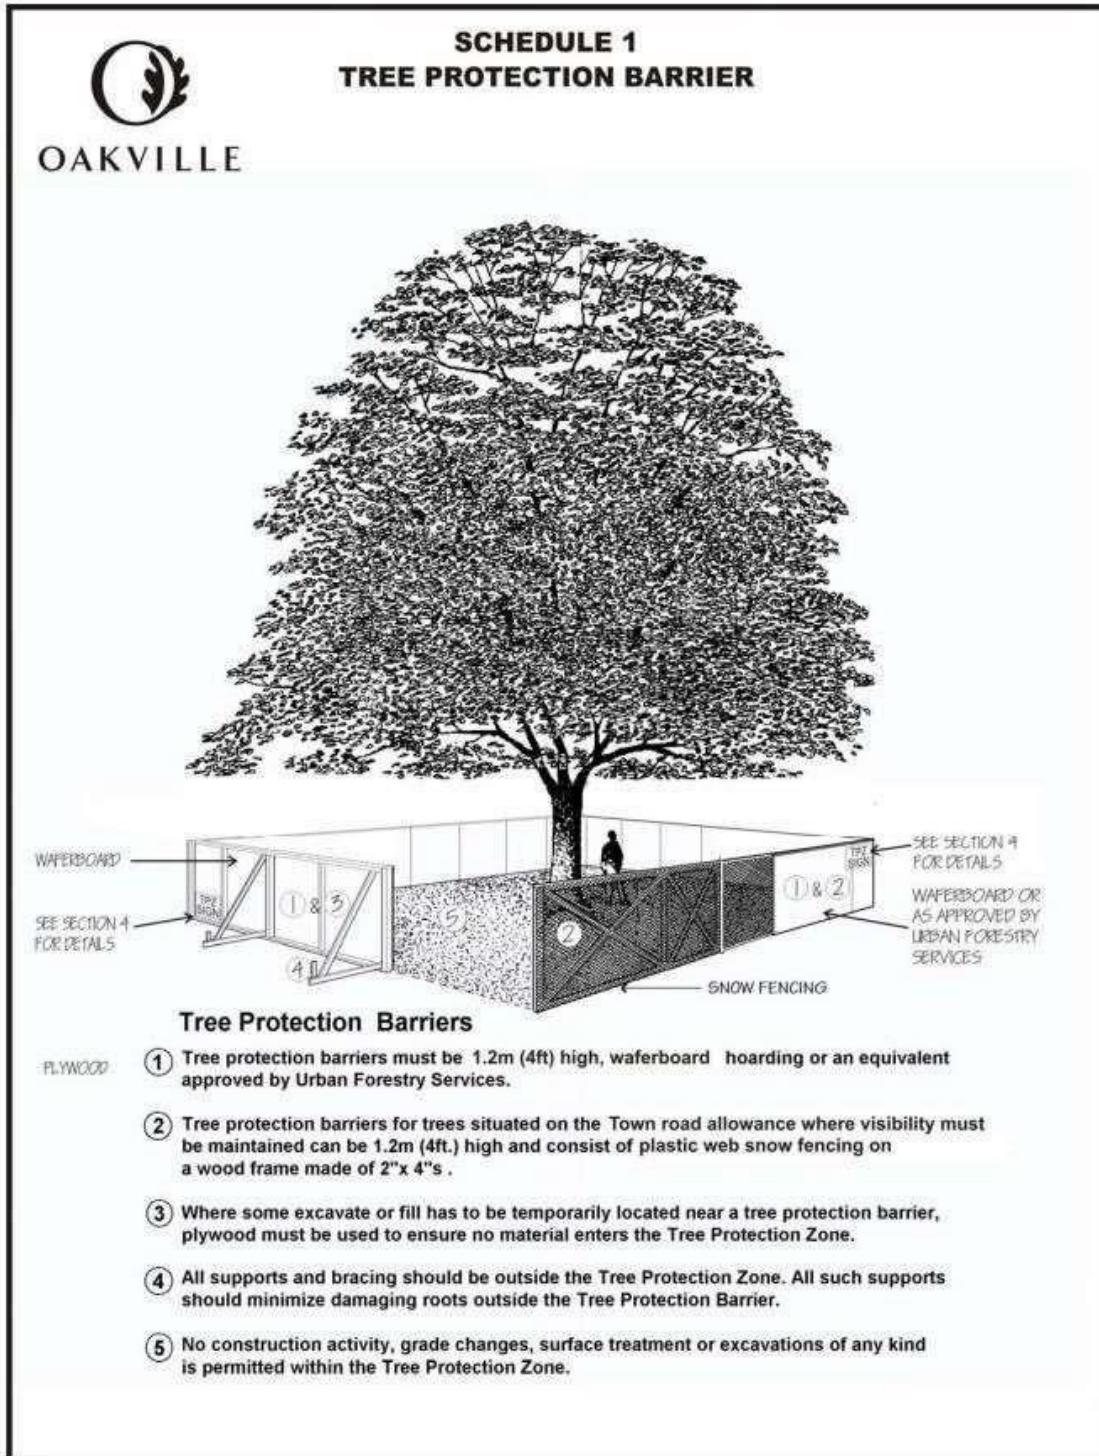 SCHEDULE 1
TREE PROTECTION BARRIER
OAKVILLE
WAFERBOARD
SEE SECTION 4
FOR DETAILS
TPZ
SIGN
1 & 3
4
5
2
1 & 2
TPZ
SIGN
SEE SECTION 4
FOR DETAILS
WAFERBOARD OR
AS APPROVED BY
URBAN FORESTRY
SERVICES
SNOW FENCING
Tree Protection Barriers
PLYWOOD
1 Tree protection barriers must be 1.2m (4ft) high, waferboard hoarding or an equivalent
approved by Urban Forestry Services.
2 Tree protection barriers for trees situated on the Town road allowance where visibility must
be maintained can be 1.2m (4ft.) high and consist of plastic web snow fencing on
a wood frame made of 2"x 4"s .
3 Where some excavate or fill has to be temporarily located near a tree protection barrier,
plywood must be used to ensure no material enters the Tree Protection Zone.
4 All supports and bracing should be outside the Tree Protection Zone. All such supports
should minimize damaging roots outside the Tree Protection Barrier.
5 No construction activity, grade changes, surface treatment or excavations of any kind
is permitted within the Tree Protection Zone.